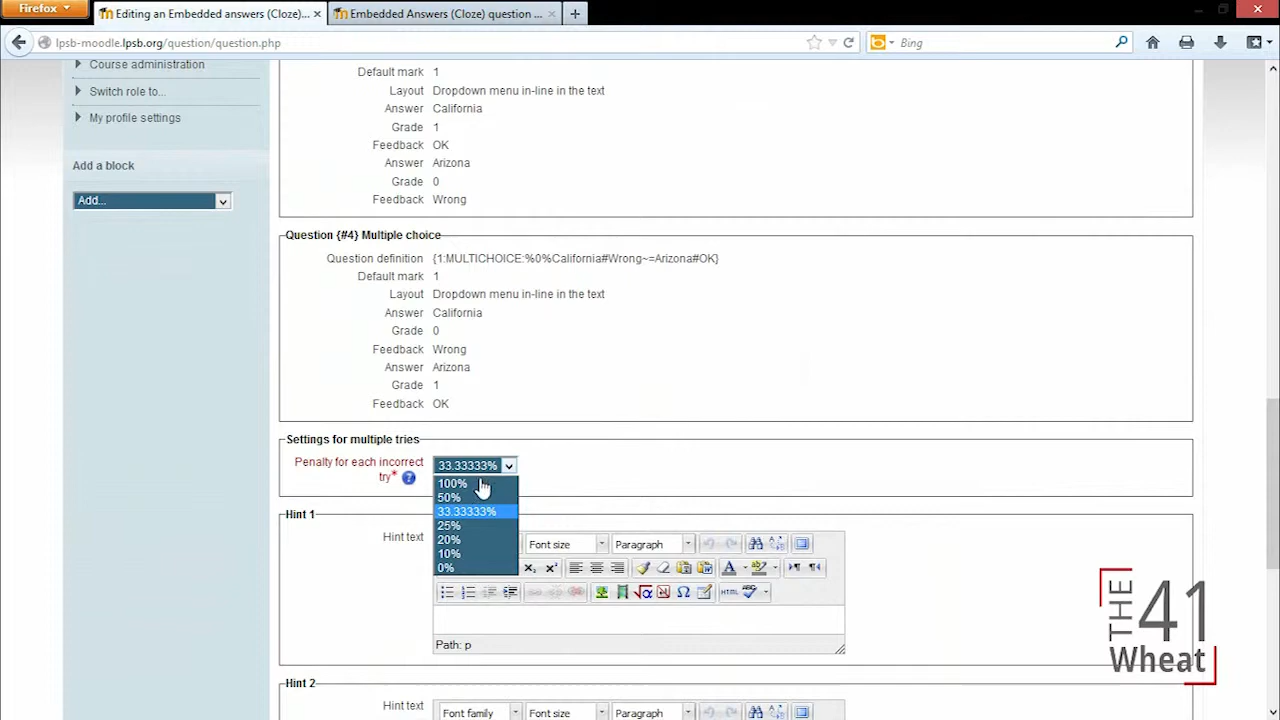 Firefox
Editing an Embedded answers (Cloze)...
Embedded Answers (Cloze) question ...
lpsb-moodle.lpsb.org/question/question.php
Bing
Course administration
Switch role to...
My profile settings
Add a block
Add...
Default mark 1
Layout Dropdown menu in-line in the text
Answer California
Grade 1
Feedback OK
Answer Arizona
Grade 0
Feedback Wrong
Question {#4} Multiple choice
Question definition {1:MULTICHOICE:%0%California#Wrong~=Arizona#OK}
Default mark 1
Layout Dropdown menu in-line in the text
Answer California
Grade 0
Feedback Wrong
Answer Arizona
Grade 1
Feedback OK
Settings for multiple tries
Penalty for each incorrect
try* ? 33.33333%
100%
50%
33.33333%
25%
20%
10%
0%
Hint 1
Hint text
Font size Paragraph
HTML
Path: p
Hint 2
Hint text
Font family Font size Paragraph
THE 41
Wheat